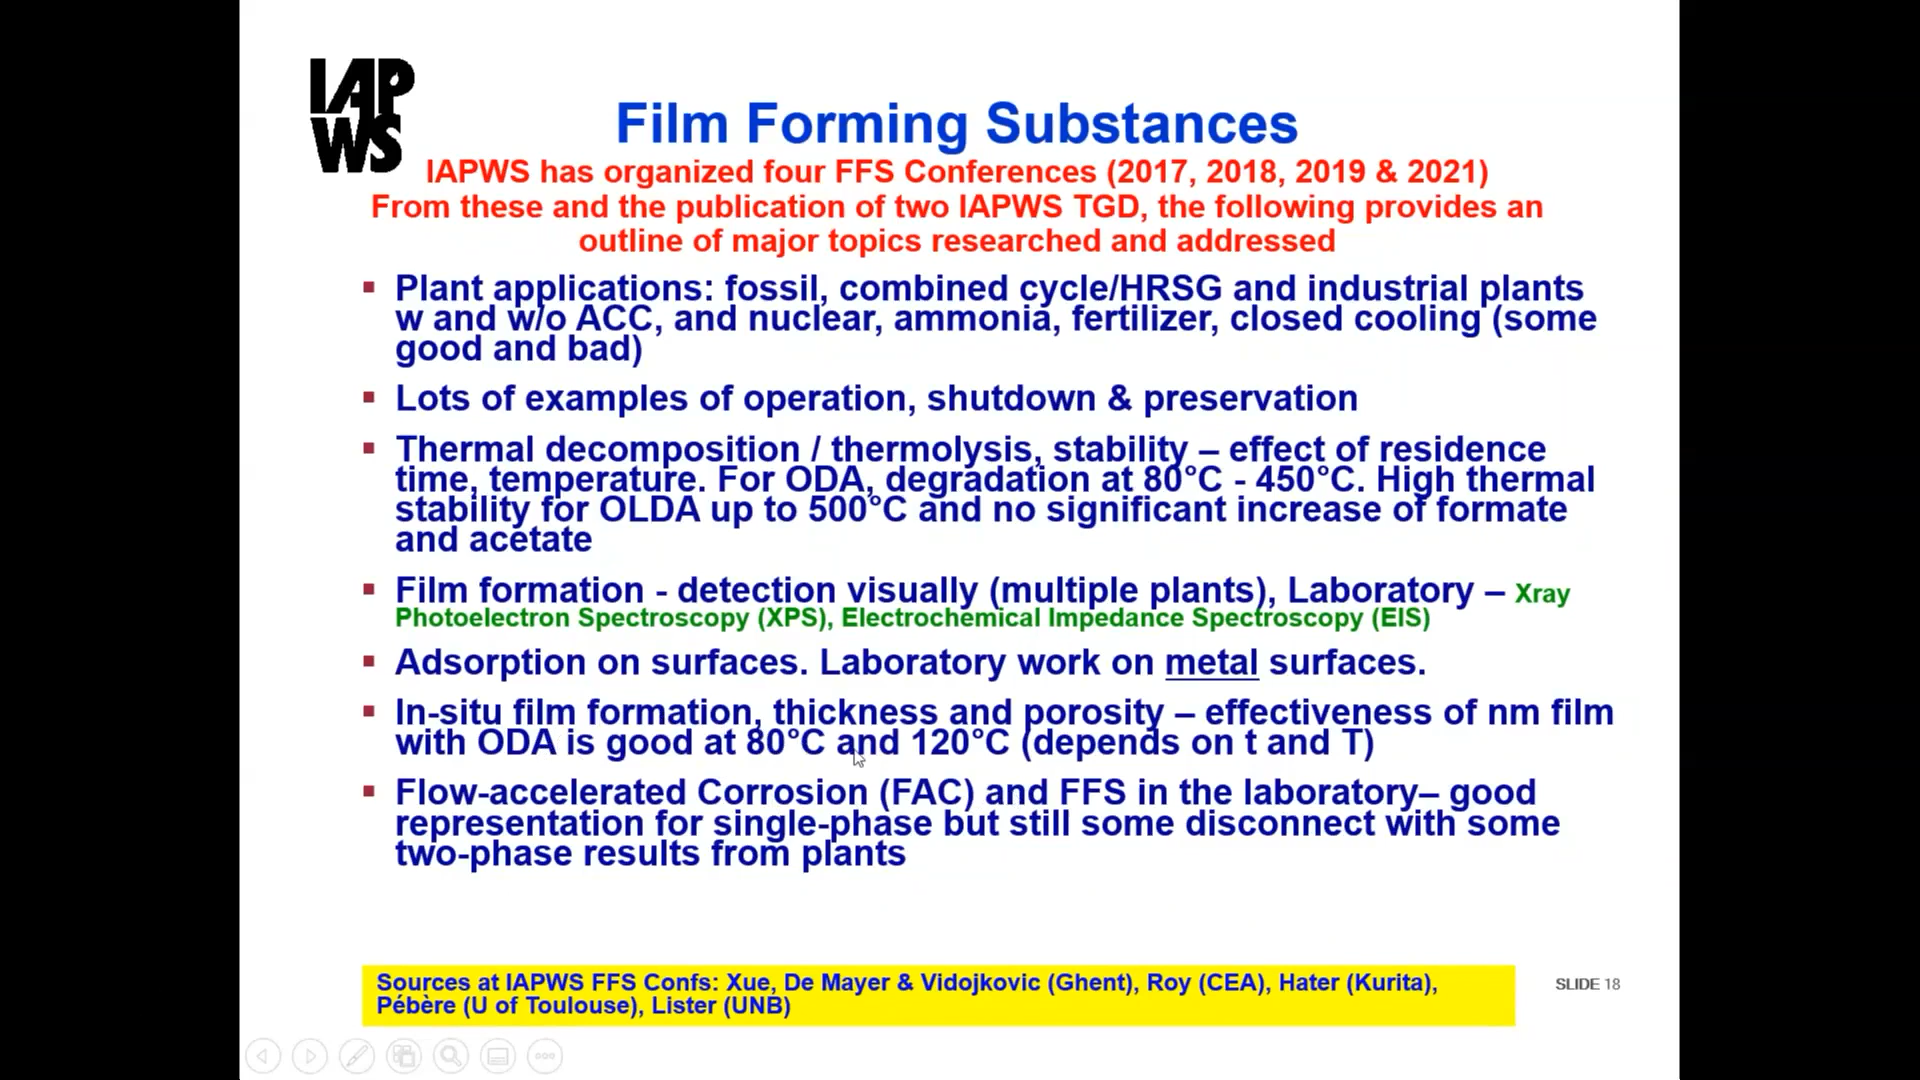 IAP
WS
Film Forming Substances
IAPWS has organized four FFS Conferences (2017, 2018, 2019 & 2021)
From these and the publication of two IAPWS TGD, the following provides an
outline of major topics researched and addressed
▪ Plant applications: fossil, combined cycle/HRSG and industrial plants
w and w/o ACC, and nuclear, ammonia, fertilizer, closed cooling (some
good and bad)
▪ Lots of examples of operation, shutdown & preservation
▪ Thermal decomposition / thermolysis, stability – effect of residence
time, temperature. For ODA, degradation at 80°C - 450°C. High thermal
stability for OLDA up to 500°C and no significant increase of formate
and acetate
▪ Film formation - detection visually (multiple plants), Laboratory – Xray
Photoelectron Spectroscopy (XPS), Electrochemical Impedance Spectroscopy (EIS)
▪ Adsorption on surfaces. Laboratory work on metal surfaces.
▪ In-situ film formation, thickness and porosity – effectiveness of nm film
with ODA is good at 80°C and 120°C (depends on t and T)
▪ Flow-accelerated Corrosion (FAC) and FFS in the laboratory– good
representation for single-phase but still some disconnect with some
two-phase results from plants
Sources at IAPWS FFS Confs: Xue, De Mayer & Vidojkovic (Ghent), Roy (CEA), Hater (Kurita),
Pébère (U of Toulouse), Lister (UNB)
SLIDE 18